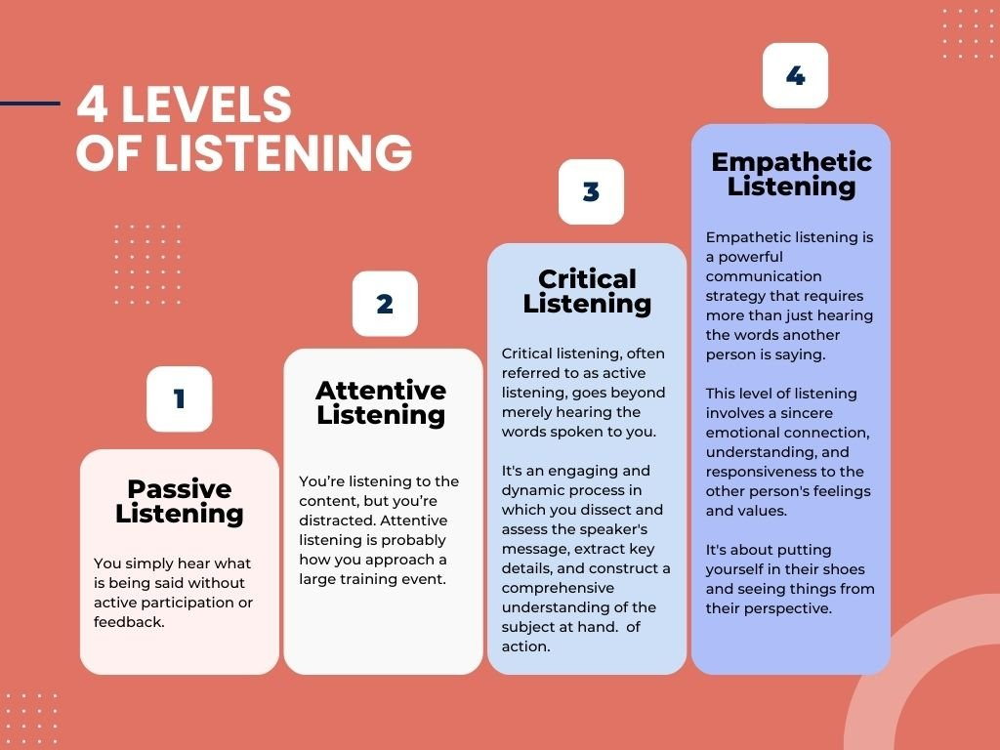 4 LEVELS
OF LISTENING
1
Passive
Listening
You simply hear what
is being said without
active participation or
feedback.
2
Attentive
Listening
You’re listening to the
content, but you’re
distracted. Attentive
listening is probably
how you approach a
large training event.
3
Critical
Listening
Critical listening, often
referred to as active
listening, goes beyond
merely hearing the
words spoken to you.
It's an engaging and
dynamic process in
which you dissect and
assess the speaker's
message, extract key
details, and construct a
comprehensive
understanding of the
subject at hand.  of
action.
4
Empathetic
Listening
Empathetic listening is
a powerful
communication
strategy that requires
more than just hearing
the words another
person is saying.
This level of listening
involves a sincere
emotional connection,
understanding, and
responsiveness to the
other person's feelings
and values.
It's about putting
yourself in their shoes
and seeing things from
their perspective.